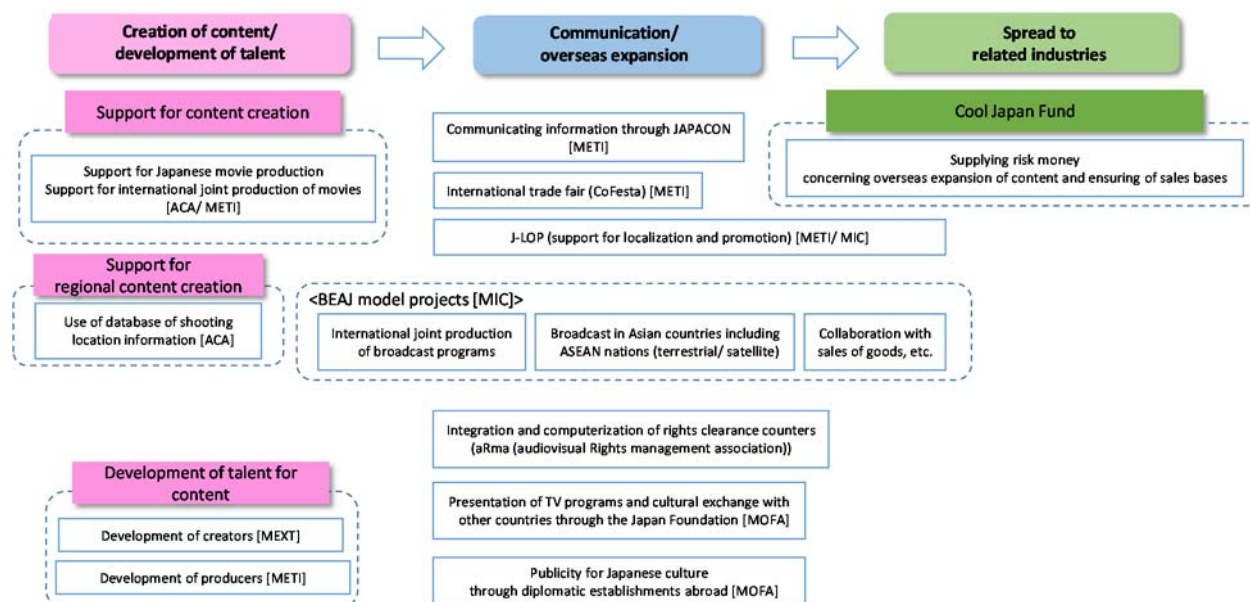 Creation of content/
development of talent
Communication/
overseas expansion
Spread to
related industries
Support for content creation
Support for Japanese movie production
Support for international joint production of movies
[ACA/ METI]
Support for
regional content creation
Use of database of shooting
location information [ACA]
Development of talent for
content
Development of creators [MEXT]
Development of producers [METI]
Communicating information through JAPACON
[METI]
International trade fair (CoFesta) [METI]
J-LOP (support for localization and promotion) [METI/ MIC]
<BEAJ model projects [MIC]>
International joint production
of broadcast programs
Broadcast in Asian countries including
ASEAN nations (terrestrial/ satellite)
Collaboration with
sales of goods, etc.
Integration and computerization of rights clearance counters
(aRma (audiovisual Rights management association))
Presentation of TV programs and cultural exchange with
other countries through the Japan Foundation [MOFA]
Publicity for Japanese culture
through diplomatic establishments abroad [MOFA]
Cool Japan Fund
Supplying risk money
concerning overseas expansion of content and ensuring of sales bases